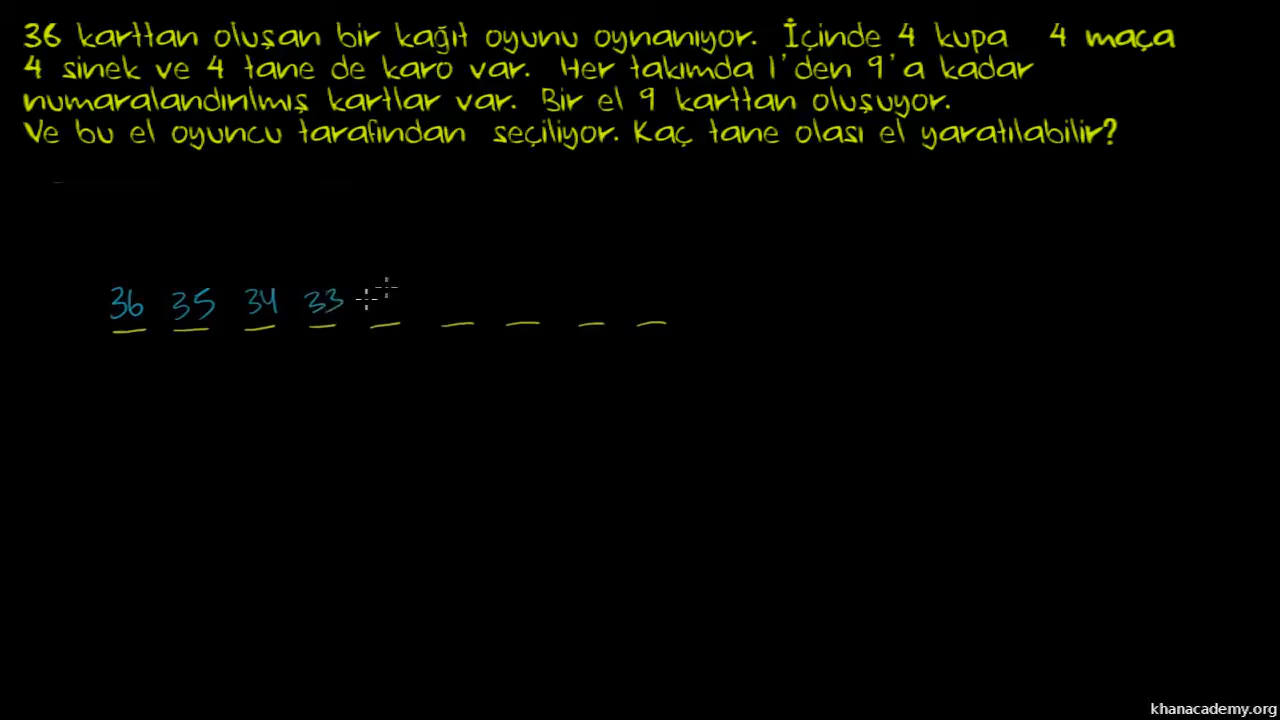 36 karttan oluşan bir kağıt oyunu oynanıyor. İçinde 4 kupa 4 maça
4 sinek ve 4 tane de karo var. Her takımda 1'den 9'a kadar
numaralandırılmış kartlar var. Bir el 9 karttan oluşuyor.
Ve bu el oyuncu tarafından seçiliyor. Kaç tane olası el yaratılabilir?
36 35 34 33
khanacademy.org